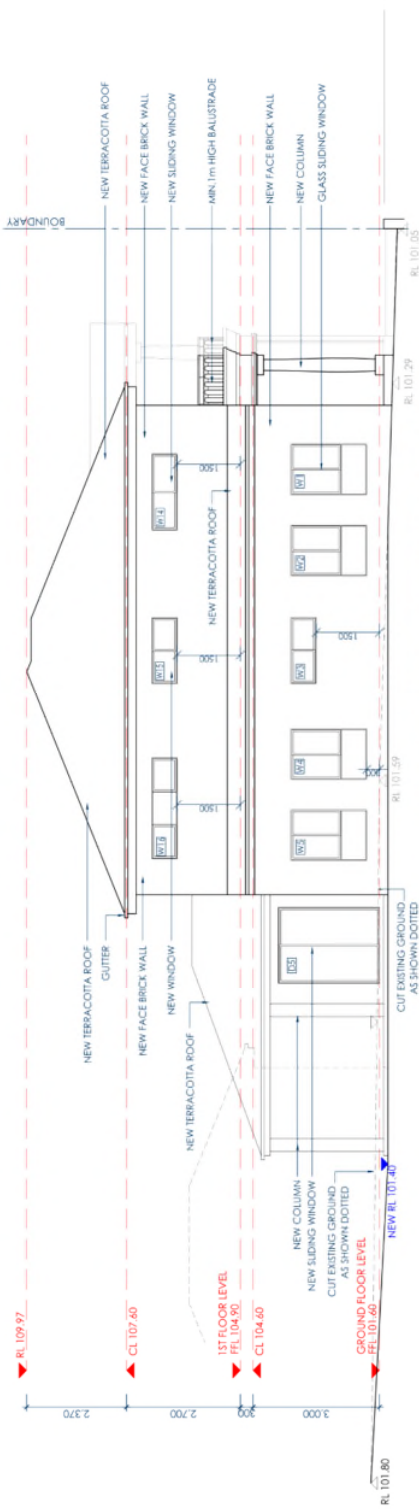 BOUNDARY
NEW TERRACOTTA ROOF
NEW FACE BRICK WALL
NEW SLIDING WINDOW
MIN.1m HIGH BALUSTRADE
NEW FACE BRICK WALL
NEW COLUMN
GLASS SLIDING WINDOW
RL 101.05
RL 101.29
W14
1500
W1
W2
NEW TERRACOTTA ROOF
W15
1500
W3
1500
W16
1500
W4
RL 101.59
W5
NEW TERRACOTTA ROOF
GUTTER
NEW FACE BRICK WALL
NEW WINDOW
D5
CUT EXISTING GROUND
AS SHOWN DOTTED
NEW TERRACOTTA ROOF
NEW COLUMN
NEW SLIDING WINDOW
CUT EXISTING GROUND
AS SHOWN DOTTED
NEW RL 101.40
RL 109.97
CL 107.60
1ST FLOOR LEVEL
FFL 104.90
CL 104.60
GROUND FLOOR LEVEL
FFL 101.60
2.370
2.700
300
3.000
RL 101.80